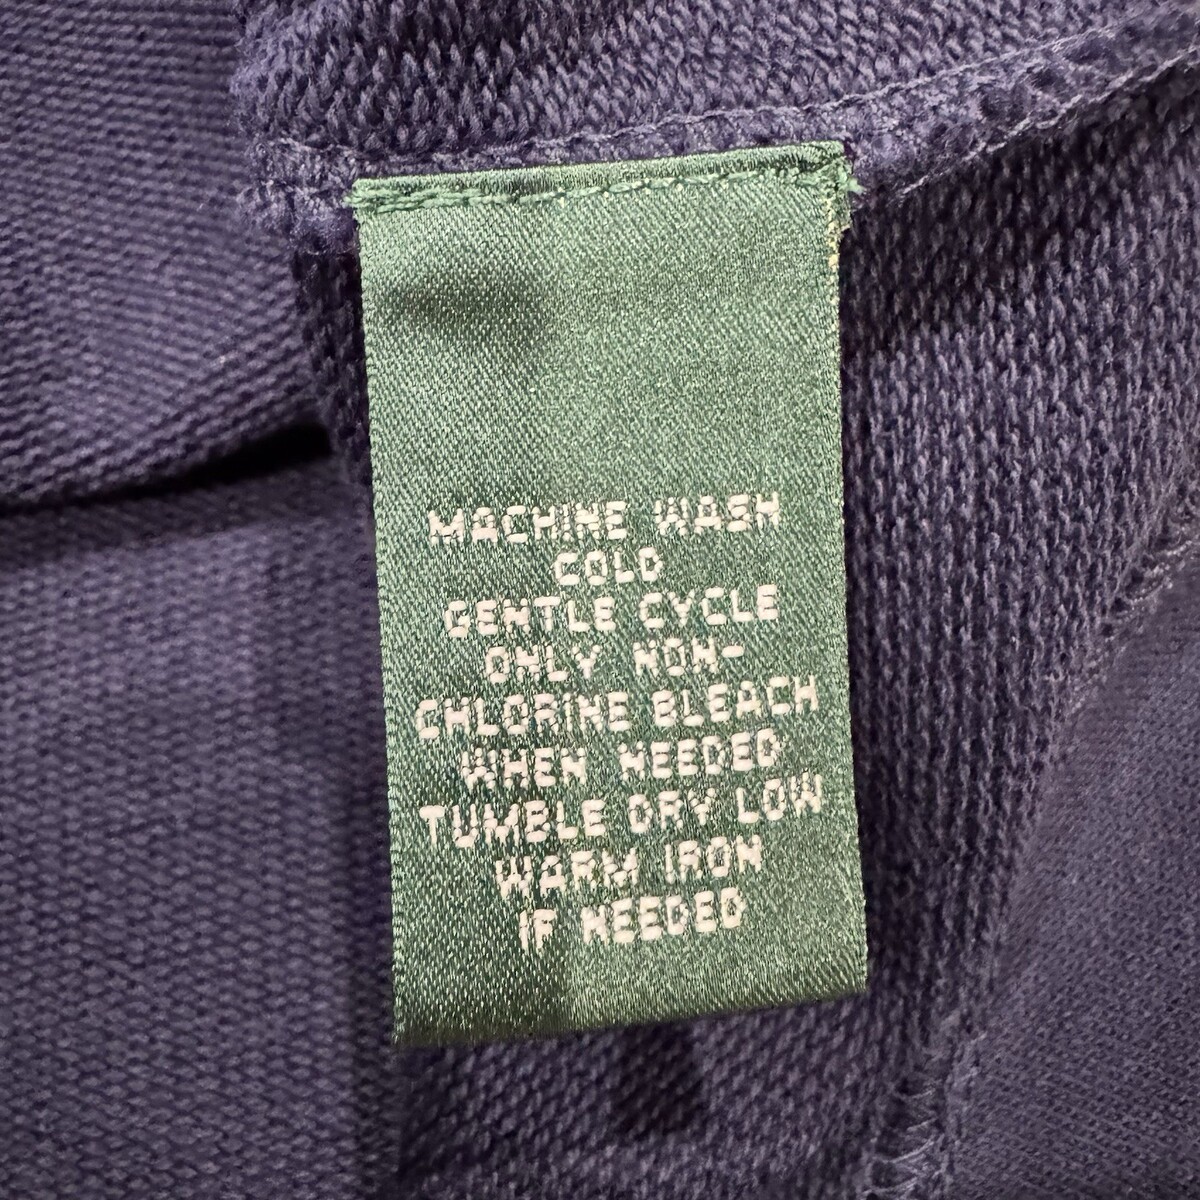 MACHINE WASH
COLD
GENTLE CYCLE
ONLY NON-
CHLORINE BLEACH
WHEN NEEDED
TUMBLE DRY LOW
WARM IRON
IF NEEDED